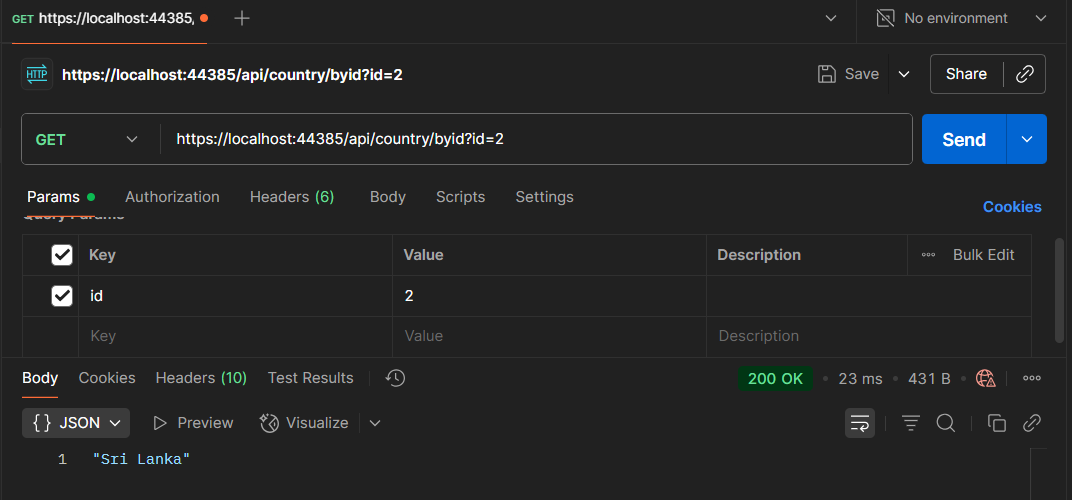 GET https://localhost:44385,
No environment
HTTP https://localhost:44385/api/country/byid?id=2
Save
Share
GET
https://localhost:44385/api/country/byid?id=2
Send
Params
Authorization
Headers (6)
Body
Scripts
Settings
Cookies
Query Params
Key
Value
Description
Bulk Edit
id
2
Key
Value
Description
Body
Cookies
Headers (10)
Test Results
200 OK
23 ms
431 B
{} JSON
Preview
Visualize
1 "Sri Lanka"